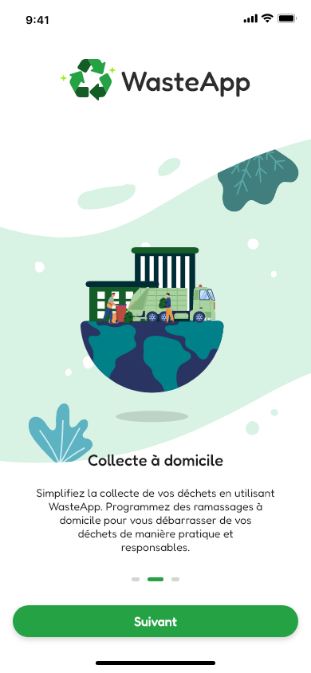 9:41
WasteApp
Collecte à domicile
Simplifiez la collecte de vos déchets en utilisant
WasteApp. Programmez des ramassages à
domicile pour vous débarrasser de vos
déchets de manière pratique et
responsables.
Suivant